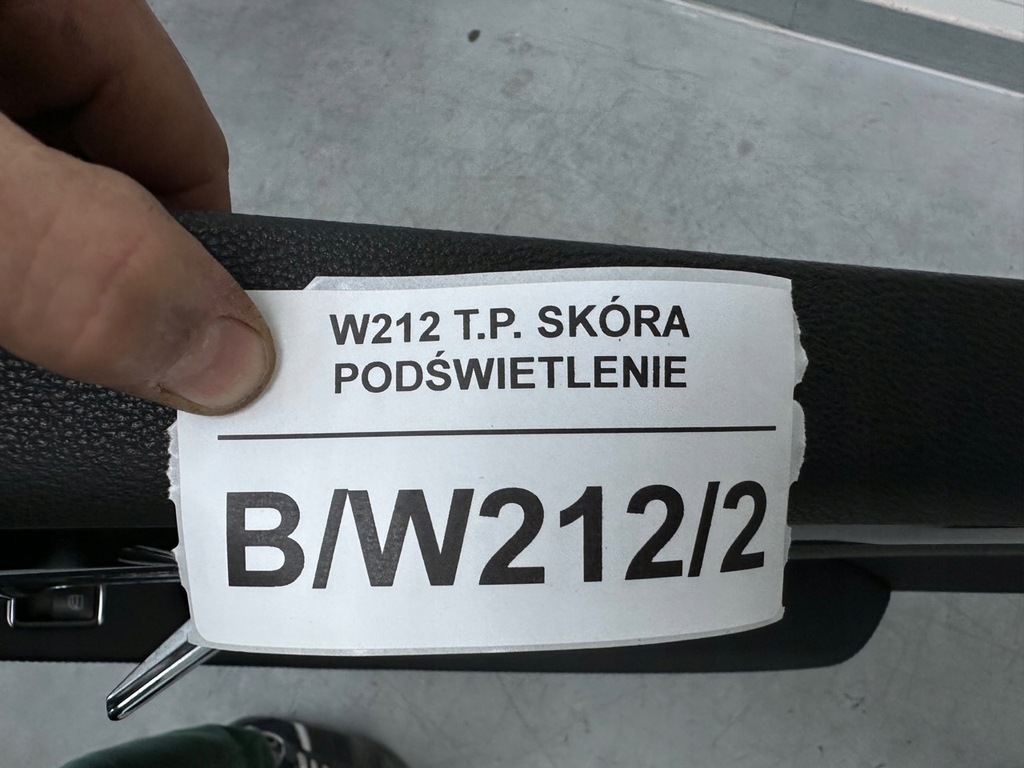 W212 T.P. SKÓRA
PODŚWIETLENIE
B/W212/2